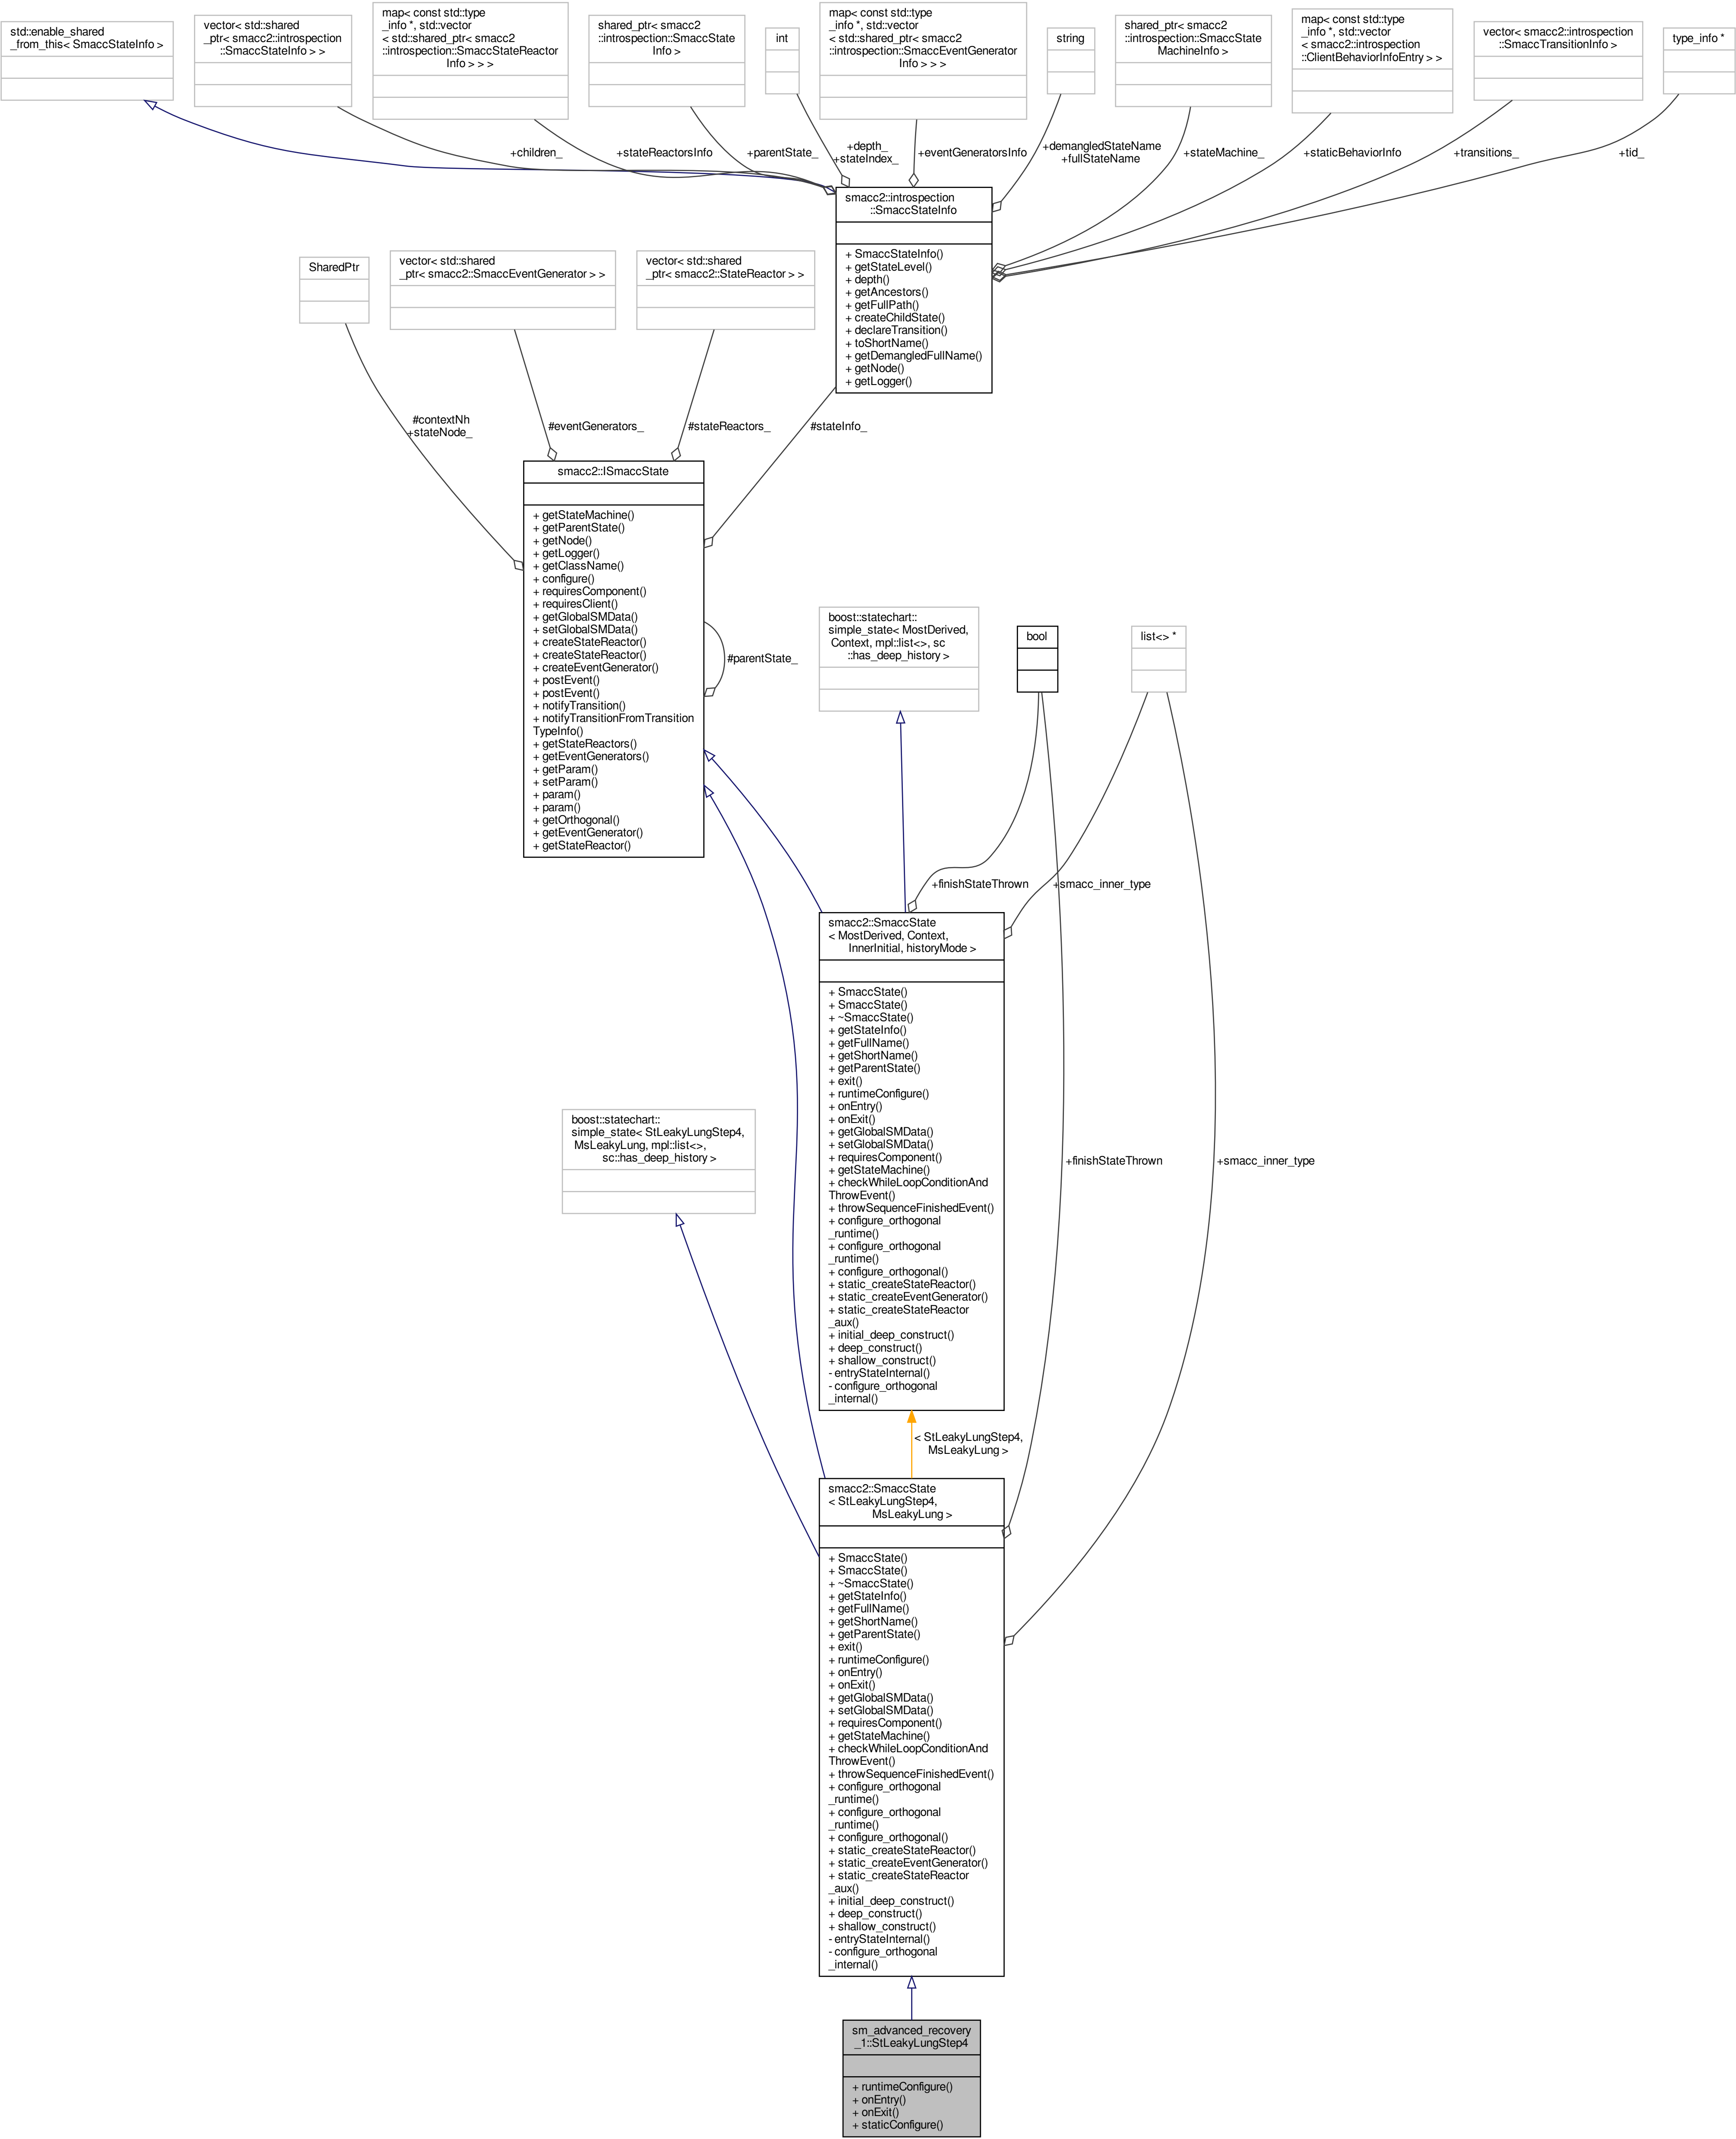 std::enable_shared
_from_this< SmaccStateInfo >
vector< std::shared
_ptr< smacc2::introspection
::SmaccStateInfo > >
map< const std::type
_info *, std::vector
< std::shared_ptr< smacc2
::introspection::SmaccStateReactor
Info > > >
shared_ptr< smacc2
::introspection::SmaccState
Info >
int
map< const std::type
_info *, std::vector
< std::shared_ptr< smacc2
::introspection::SmaccEventGenerator
Info > > >
string
shared_ptr< smacc2
::introspection::SmaccState
MachineInfo >
map< const std::type
_info *, std::vector
< smacc2::introspection
::ClientBehaviorInfoEntry > >
vector< smacc2::introspection
::SmaccTransitionInfo >
type_info *
+children_
+stateReactorsInfo
+parentState_
+depth_
+stateIndex_
+eventGeneratorsInfo
+demangledStateName
+fullStateName
+stateMachine_
+staticBehaviorInfo
+transitions_
+tid_
smacc2::introspection
::SmaccStateInfo
+ SmaccStateInfo()
+ getStateLevel()
+ depth()
+ getAncestors()
+ getFullPath()
+ createChildState()
+ declareTransition()
+ toShortName()
+ getDemangledFullName()
+ getNode()
+ getLogger()
SharedPtr
vector< std::shared
_ptr< smacc2::SmaccEventGenerator > >
vector< std::shared
_ptr< smacc2::StateReactor > >
#contextNh
+stateNode_
#eventGenerators_
#stateReactors_
#stateInfo_
smacc2::ISmaccState
+ getStateMachine()
+ getParentState()
+ getNode()
+ getLogger()
+ getClassName()
+ configure()
+ requiresComponent()
+ requiresClient()
+ getGlobalSMData()
+ setGlobalSMData()
+ createStateReactor()
+ createStateReactor()
+ createEventGenerator()
+ postEvent()
+ postEvent()
+ notifyTransition()
+ notifyTransitionFromTransition
TypeInfo()
+ getStateReactors()
+ getEventGenerators()
+ getParam()
+ setParam()
+ param()
+ param()
+ getOrthogonal()
+ getEventGenerator()
+ getStateReactor()
#parentState_
boost::statechart::
simple_state< MostDerived,
Context, mpl::list<>, sc
::has_deep_history >
bool
list<> *
+finishStateThrown
+smacc_inner_type
smacc2::SmaccState
< MostDerived, Context,
InnerInitial, historyMode >
+ SmaccState()
+ SmaccState()
+ ~SmaccState()
+ getStateInfo()
+ getFullName()
+ getShortName()
+ getParentState()
+ exit()
+ runtimeConfigure()
+ onEntry()
+ onExit()
+ getGlobalSMData()
+ setGlobalSMData()
+ requiresComponent()
+ getStateMachine()
+ checkWhileLoopConditionAnd
ThrowEvent()
+ throwSequenceFinishedEvent()
+ configure_orthogonal
_runtime()
+ configure_orthogonal
_runtime()
+ configure_orthogonal()
+ static_createStateReactor()
+ static_createEventGenerator()
+ static_createStateReactor
_aux()
+ initial_deep_construct()
+ deep_construct()
+ shallow_construct()
- entryStateInternal()
- configure_orthogonal
_internal()
boost::statechart::
simple_state< StLeakyLungStep4,
MsLeakyLung, mpl::list<>,
sc::has_deep_history >
+finishStateThrown
+smacc_inner_type
< StLeakyLungStep4,
MsLeakyLung >
smacc2::SmaccState
< StLeakyLungStep4,
MsLeakyLung >
+ SmaccState()
+ SmaccState()
+ ~SmaccState()
+ getStateInfo()
+ getFullName()
+ getShortName()
+ getParentState()
+ exit()
+ runtimeConfigure()
+ onEntry()
+ onExit()
+ getGlobalSMData()
+ setGlobalSMData()
+ requiresComponent()
+ getStateMachine()
+ checkWhileLoopConditionAnd
ThrowEvent()
+ throwSequenceFinishedEvent()
+ configure_orthogonal
_runtime()
+ configure_orthogonal
_runtime()
+ configure_orthogonal()
+ static_createStateReactor()
+ static_createEventGenerator()
+ static_createStateReactor
_aux()
+ initial_deep_construct()
+ deep_construct()
+ shallow_construct()
- entryStateInternal()
- configure_orthogonal
_internal()
sm_advanced_recovery
_1::StLeakyLungStep4
+ runtimeConfigure()
+ onEntry()
+ onExit()
+ staticConfigure()